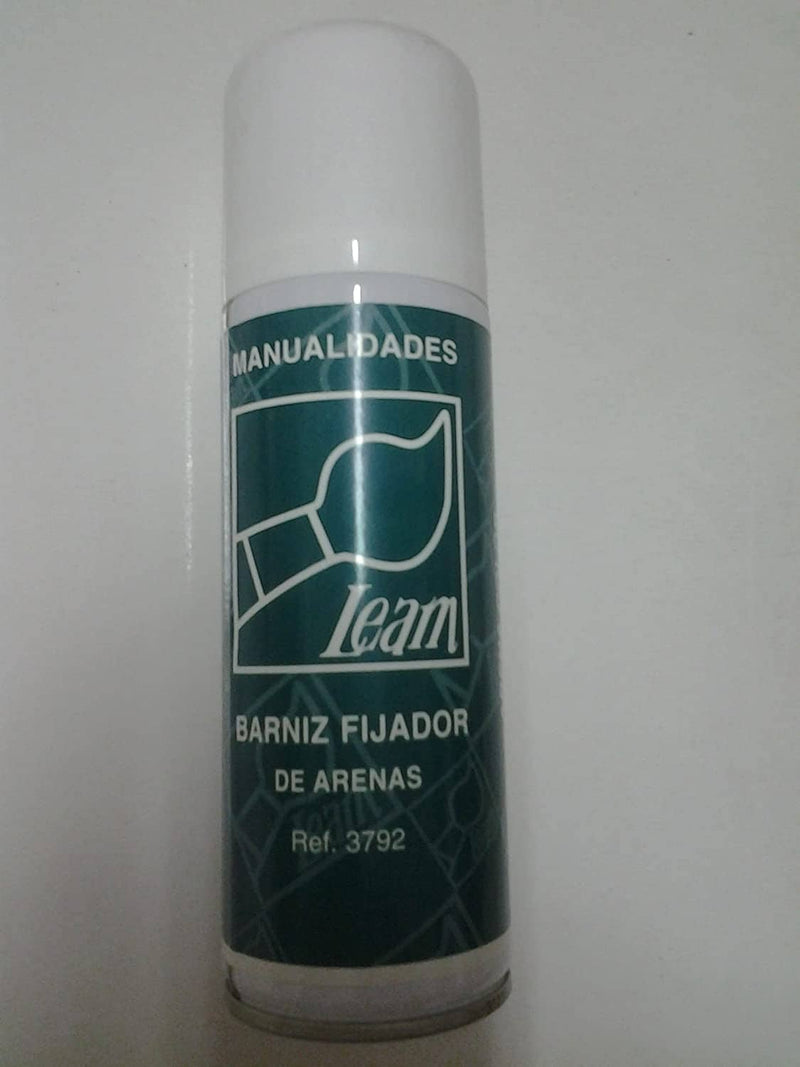 MANUALIDADES
Leam
BARNIZ FIJADOR
DE ARENAS
Ref. 3792